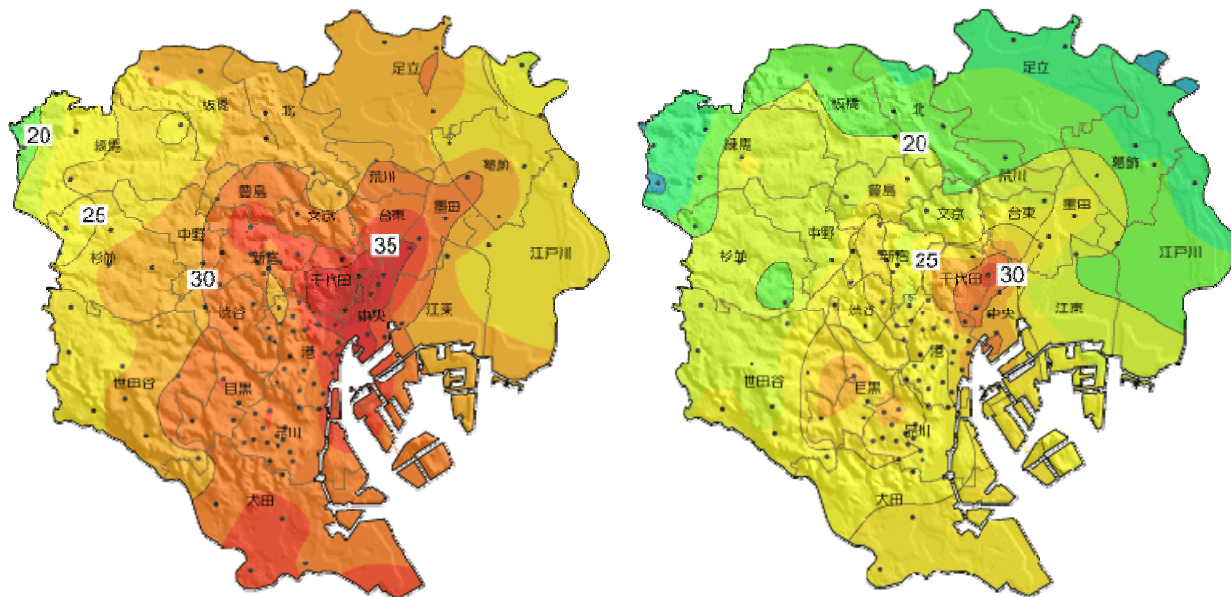 足立
板橋
北
20
練馬
葛飾
荒川
豊島
25
文京
台東
墨田
35
中野
杉並
新宿
江戸川
30
千代田
渋谷
中央
江東
港
世田谷
目黒
品川
大田
足立
板橋
北
20
練馬
葛飾
荒川
豊島
文京
台東
墨田
中野
杉並
新宿
25
江戸川
千代田
30
渋谷
中央
江東
港
世田谷
目黒
品川
大田